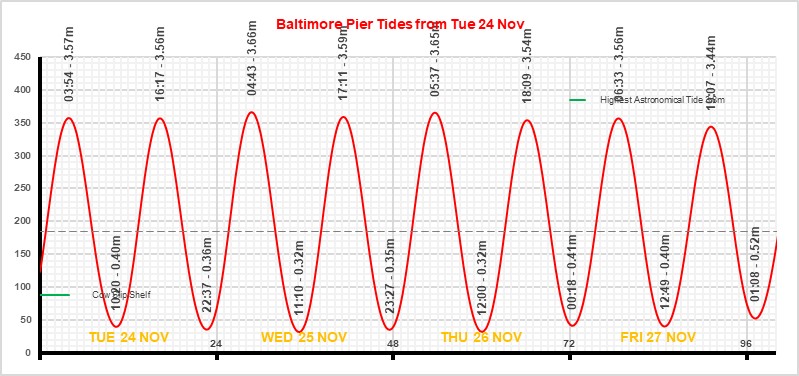 Baltimore Pier Tides from Tue 24 Nov
450
400
350
300
250
200
150
100
50
0
03:54 - 3.57m
16:17 - 3.56m
04:43 - 3.66m
17:11 - 3.59m
05:37 - 3.65m
18:09 - 3.54m
06:33 - 3.56m
19:07 - 3.44m
Highest Astronomical Tide
10:20 - 0.40m
22:37 - 0.36m
11:10 - 0.32m
23:27 - 0.35m
12:00 - 0.32m
00:18 - 0.41m
12:49 - 0.40m
01:08 - 0.52m
Shelf
TUE 24 NOV
WED 25 NOV
THU 26 NOV
FRI 27 NOV
24
48
72
96